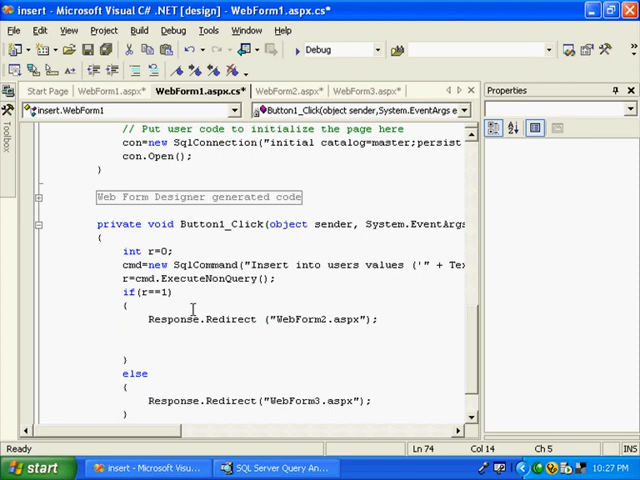 insert - Microsoft Visual C# .NET [design] - WebForm1.aspx.cs*
File Edit View Project Build Debug Tools Window Help
Debug
Start Page WebForm1.aspx* WebForm1.aspx.cs* WebForm2.aspx* WebForm3.aspx*
Properties
insert.WebForm1 Button1_Click(object sender,System.EventArgs e
Toolbox
// Put user code to initialize the page here
con=new SqlConnection("initial catalog=master;persist
con.Open();
}
Web Form Designer generated code
private void Button1_Click(object sender, System.EventArgs
{
int r=0;
cmd=new SqlCommand("Insert into users values ('" + Tex
r=cmd.ExecuteNonQuery();
if(r==1)
{
Response.Redirect ("WebForm2.aspx");
}
else
{
Response.Redirect("WebForm3.aspx");
}
Ready Ln 74 Col 14 Ch 5 INS
start insert - Microsoft Visu... SQL Server Query An... 10:27 PM